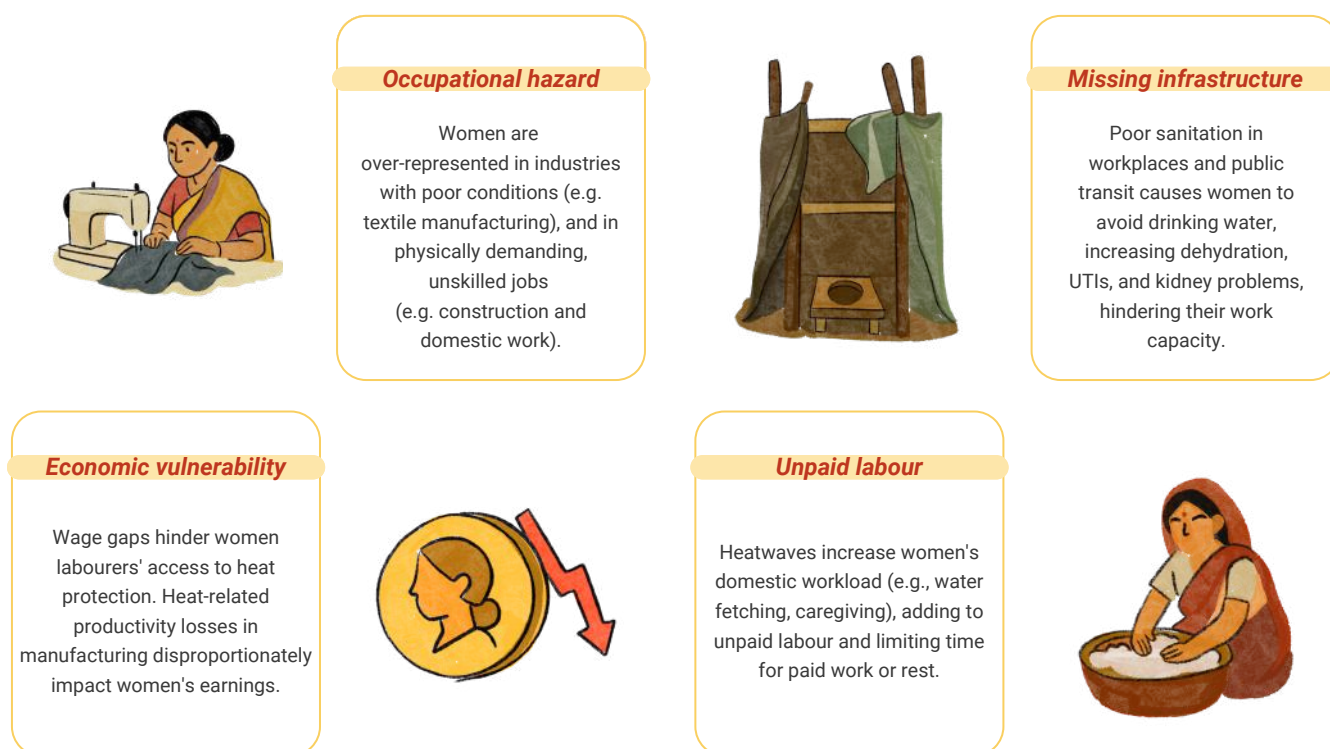 Occupational hazard
Women are
over-represented in industries
with poor conditions (e.g.
textile manufacturing), and in
physically demanding,
unskilled jobs
(e.g. construction and
domestic work).
Missing infrastructure
Poor sanitation in
workplaces and public
transit causes women to
avoid drinking water,
increasing dehydration,
UTIs, and kidney problems,
hindering their work
capacity.
Economic vulnerability
Wage gaps hinder women
labourers' access to heat
protection. Heat-related
productivity losses in
manufacturing disproportionately
impact women's earnings.
Unpaid labour
Heatwaves increase women's
domestic workload (e.g., water
fetching, caregiving), adding to
unpaid labour and limiting time
for paid work or rest.